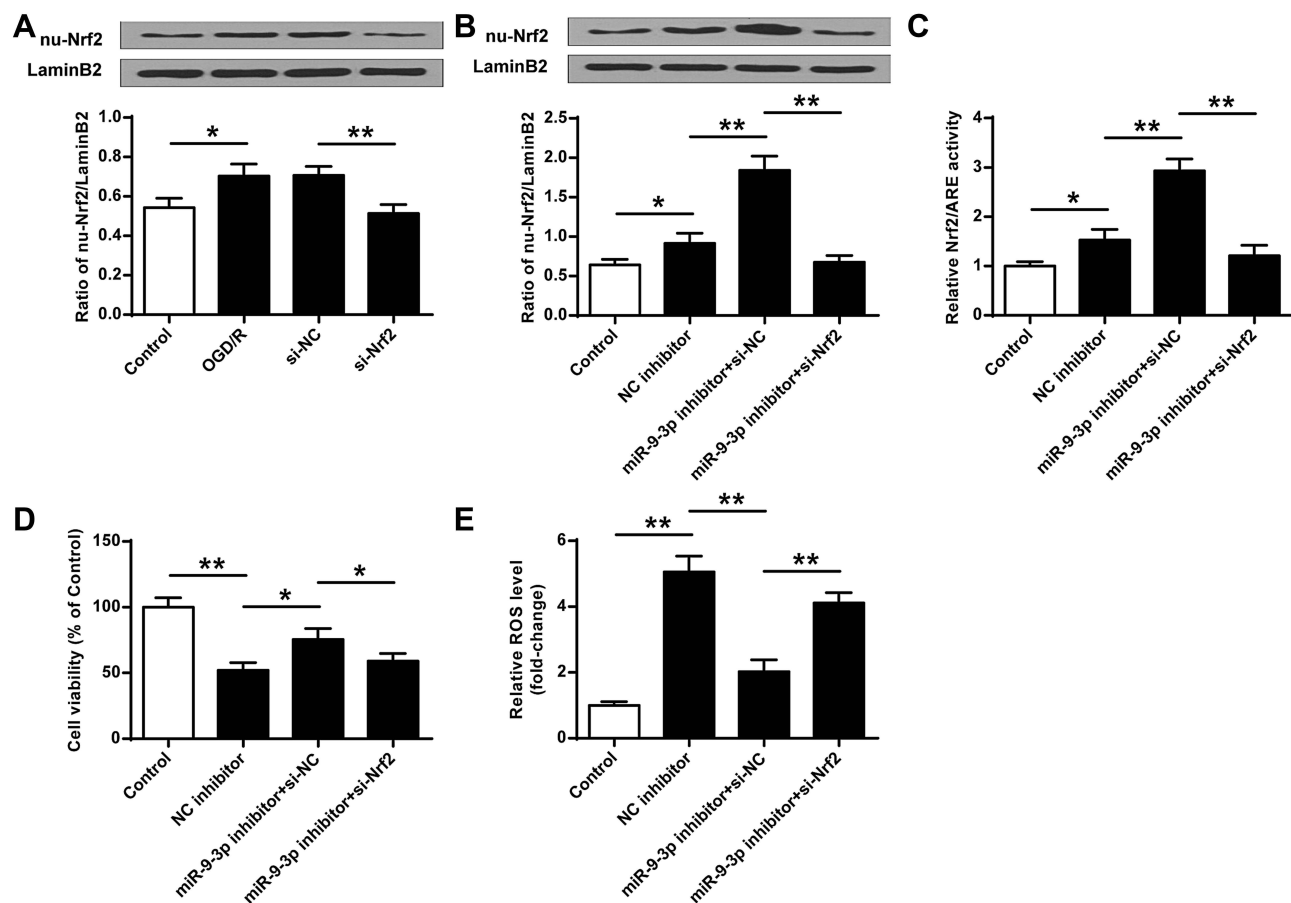 A
nu-Nrf2
LaminB2
Ratio of nu-Nrf2/LaminB2
1.0
0.8
0.6
0.4
0.2
0.0
*
**
Control
OGD/R
si-NC
si-Nrf2
B
nu-Nrf2
LaminB2
Ratio of nu-Nrf2/LaminB2
2.5
2.0
1.5
1.0
0.5
0.0
*
**
**
Control
NC inhibitor
miR-9-3p inhibitor+si-NC
miR-9-3p inhibitor+si-Nrf2
C
Relative Nrf2/ARE activity
4
3
2
1
0
*
**
**
Control
NC inhibitor
miR-9-3p inhibitor+si-NC
miR-9-3p inhibitor+si-Nrf2
D
Cell viability (% of Control)
150
100
50
0
**
*
*
Control
NC inhibitor
miR-9-3p inhibitor+si-NC
miR-9-3p inhibitor+si-Nrf2
E
Relative ROS level
(fold-change)
6
4
2
0
**
**
**
Control
NC inhibitor
miR-9-3p inhibitor+si-NC
miR-9-3p inhibitor+si-Nrf2